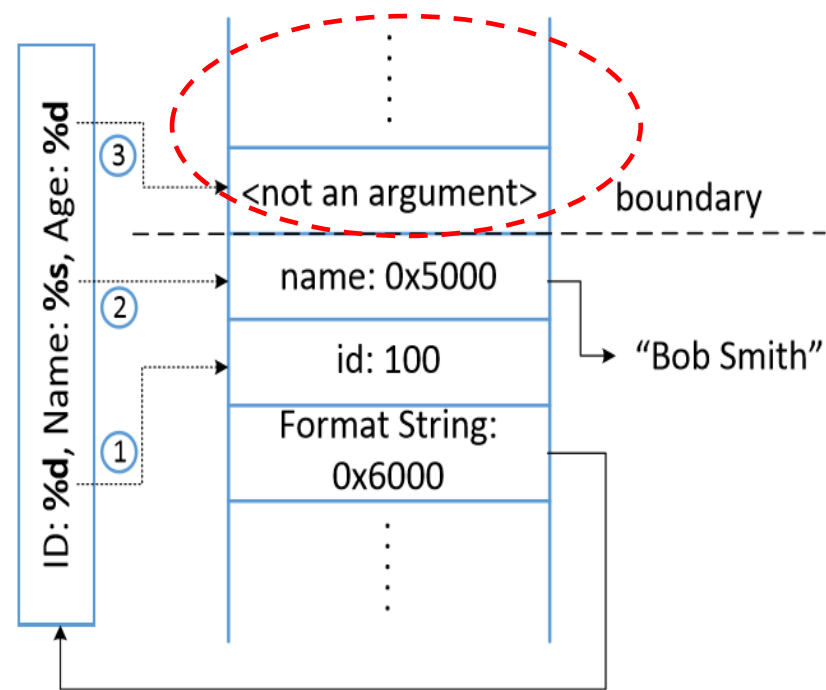 ID: %d, Name: %s, Age: %d
3
<not an argument>
boundary
2
name: 0x5000
id: 100
"Bob Smith"
1
Format String:
0x6000